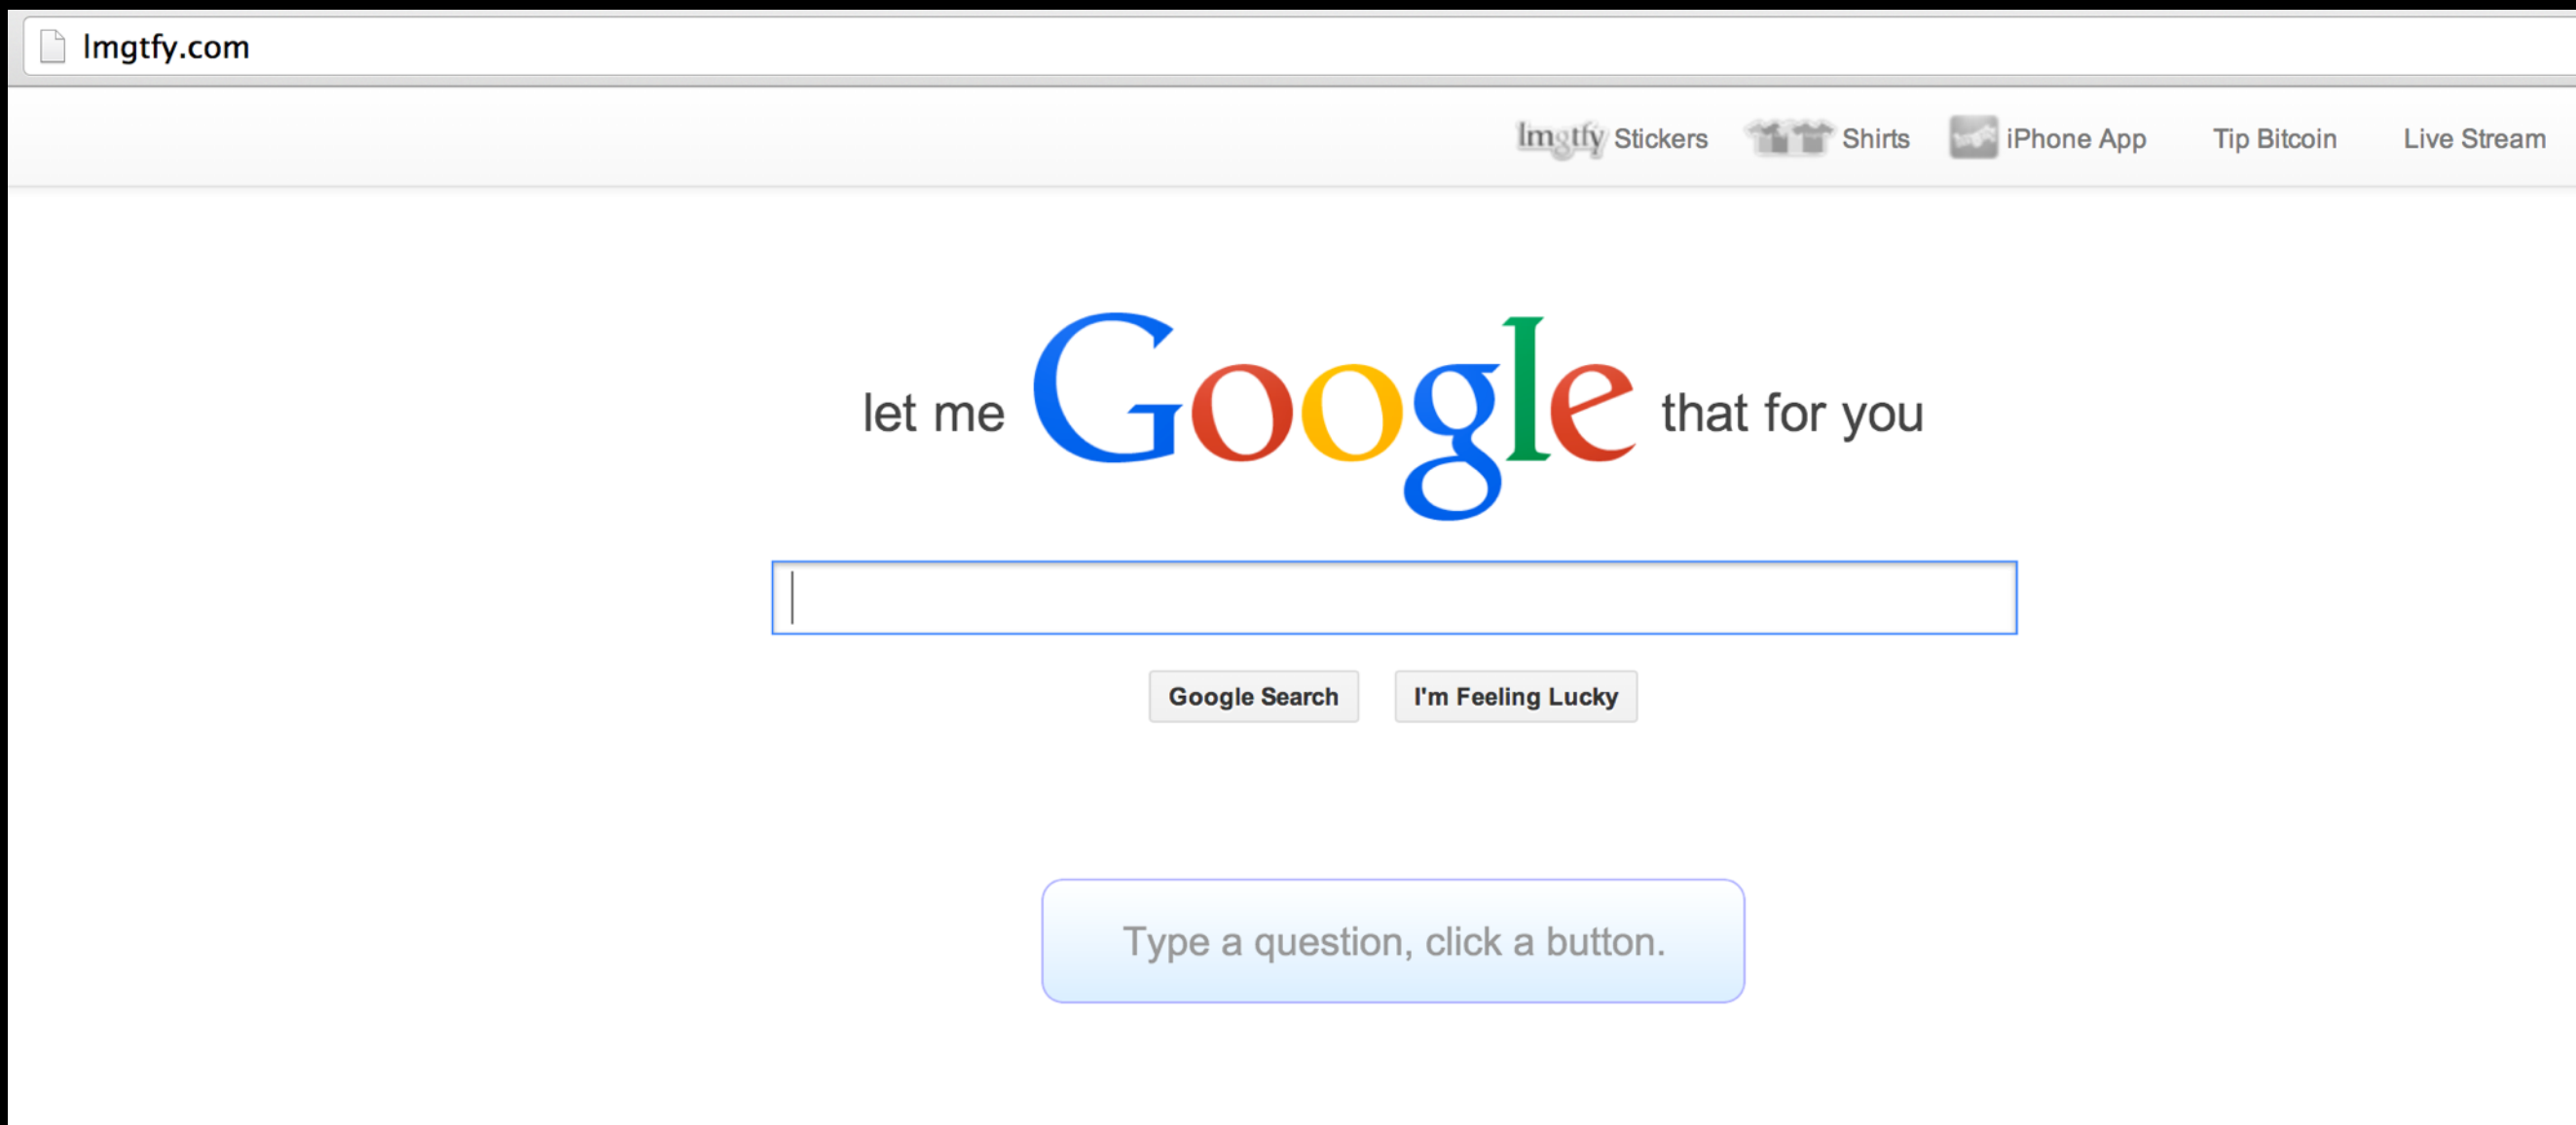 lmgtfy.com
lmgtfy Stickers Shirts iPhone App Tip Bitcoin Live Stream
let me Google that for you
Google Search I'm Feeling Lucky
Type a question, click a button.